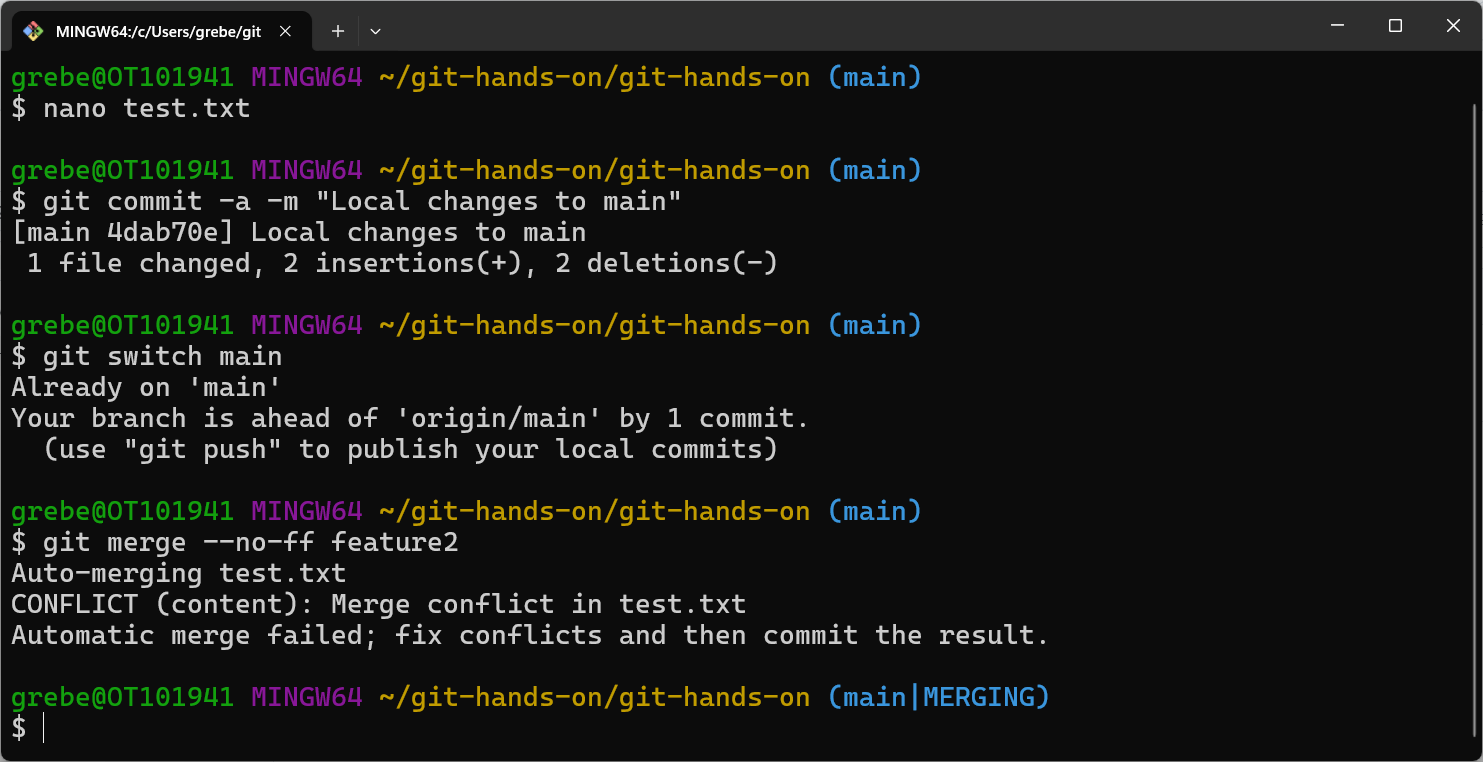 MINGW64:/c/Users/grebe/git
grebe@OT101941 MINGW64 ~/git-hands-on/git-hands-on (main)
$ nano test.txt
grebe@OT101941 MINGW64 ~/git-hands-on/git-hands-on (main)
$ git commit -a -m "Local changes to main"
[main 4dab70e] Local changes to main
 1 file changed, 2 insertions(+), 2 deletions(-)
grebe@OT101941 MINGW64 ~/git-hands-on/git-hands-on (main)
$ git switch main
Already on 'main'
Your branch is ahead of 'origin/main' by 1 commit.
  (use "git push" to publish your local commits)
grebe@OT101941 MINGW64 ~/git-hands-on/git-hands-on (main)
$ git merge --no-ff feature2
Auto-merging test.txt
CONFLICT (content): Merge conflict in test.txt
Automatic merge failed; fix conflicts and then commit the result.
grebe@OT101941 MINGW64 ~/git-hands-on/git-hands-on (main|MERGING)
$